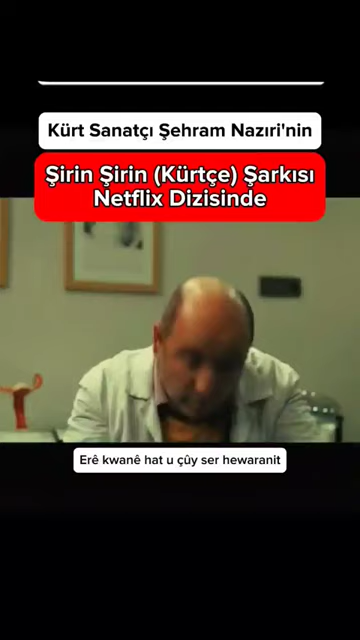 Kürt Sanatçı Şehram Nazıri'nin
Şirin Şirin (Kürtçe) Şarkısı
Netflix Dizisinde
Erê kwanê hat u çûy ser hewaranit